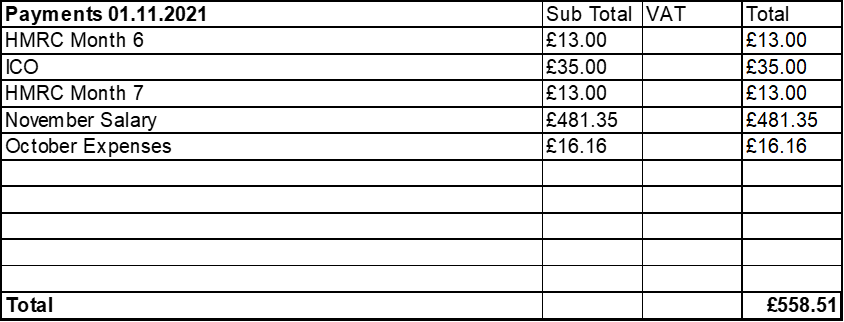 Payments 01.11.2021 Sub Total VAT Total
HMRC Month 6 £13.00 £13.00
ICO £35.00 £35.00
HMRC Month 7 £13.00 £13.00
November Salary £481.35 £481.35
October Expenses £16.16 £16.16
Total £558.51